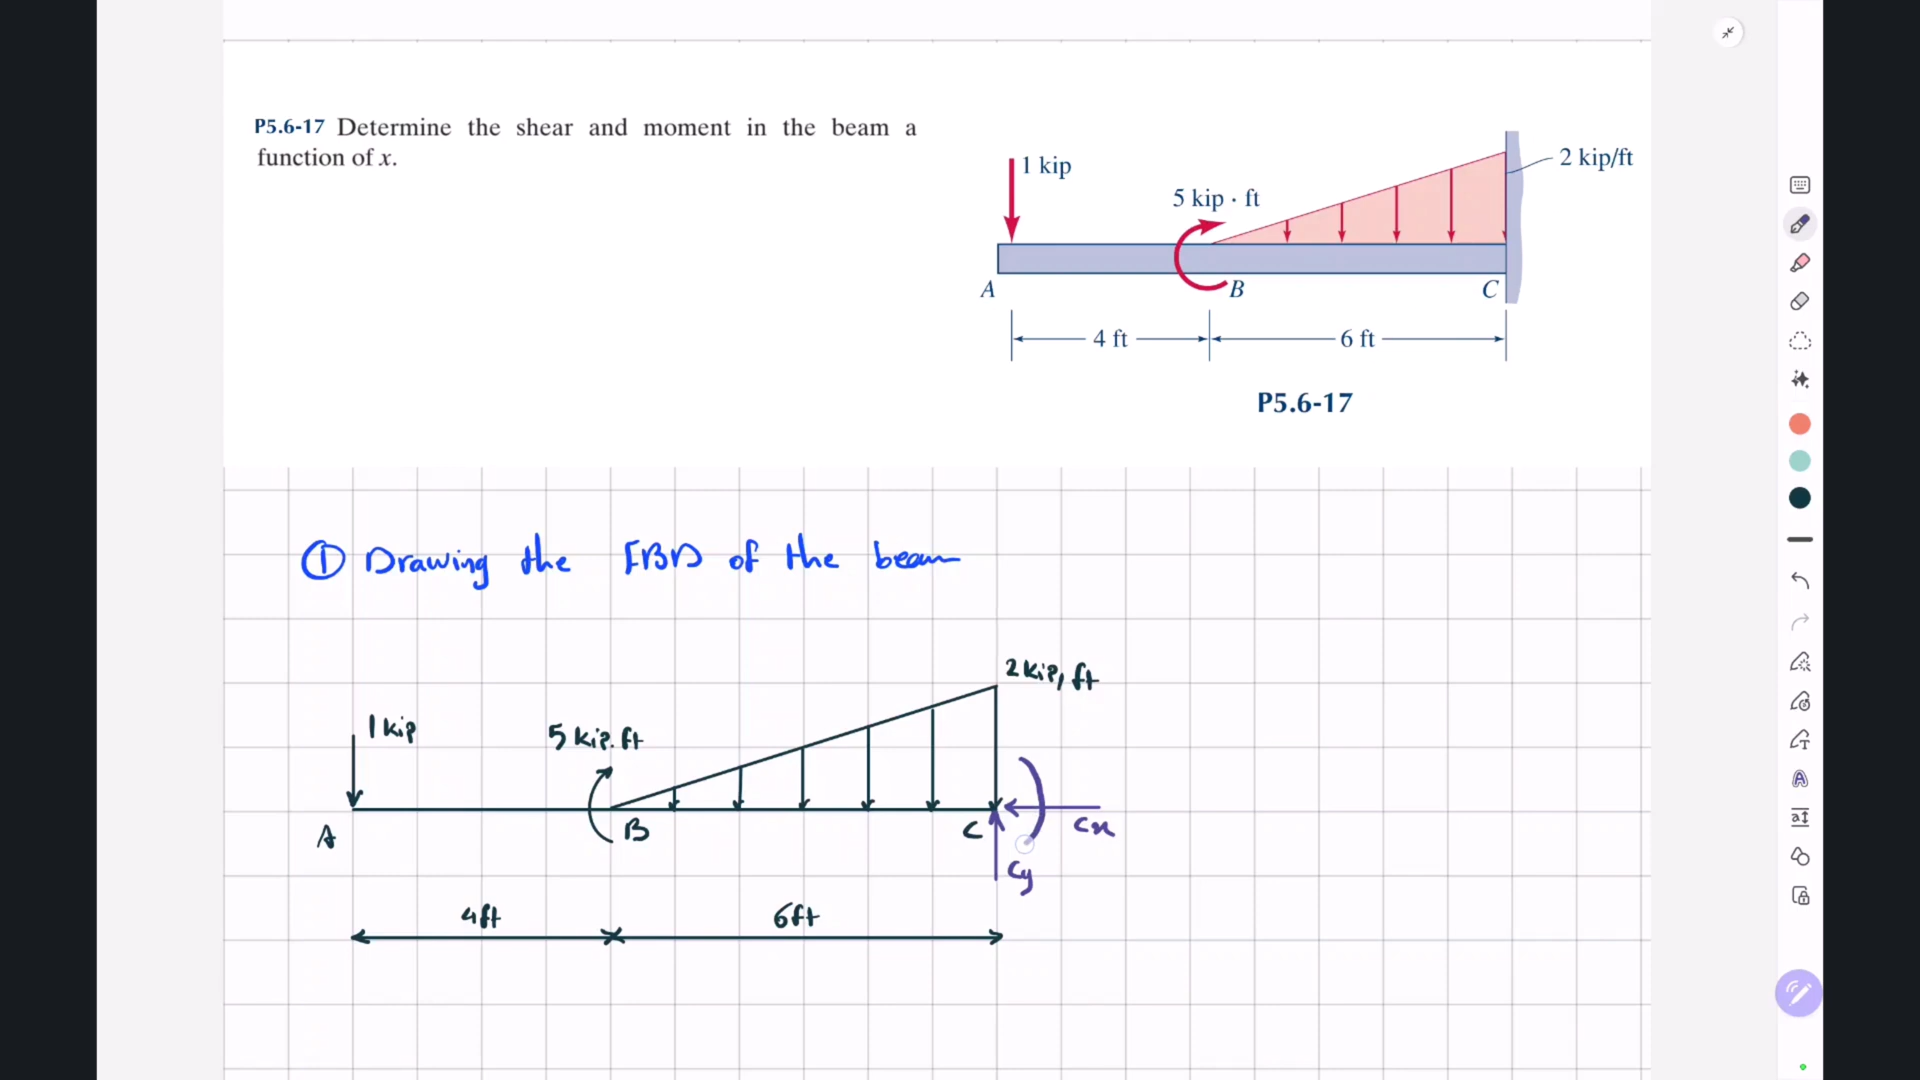 P5.6-17 Determine the shear and moment in the beam a
function of x.
1 kip
2 kip/ft
5 kip · ft
A
B
C
4 ft
6 ft
P5.6-17
① Drawing the FBD of the beam
2 kip/ft
1 kip
5 kip.ft
A
B
C
Cx
Cy
4ft
6ft